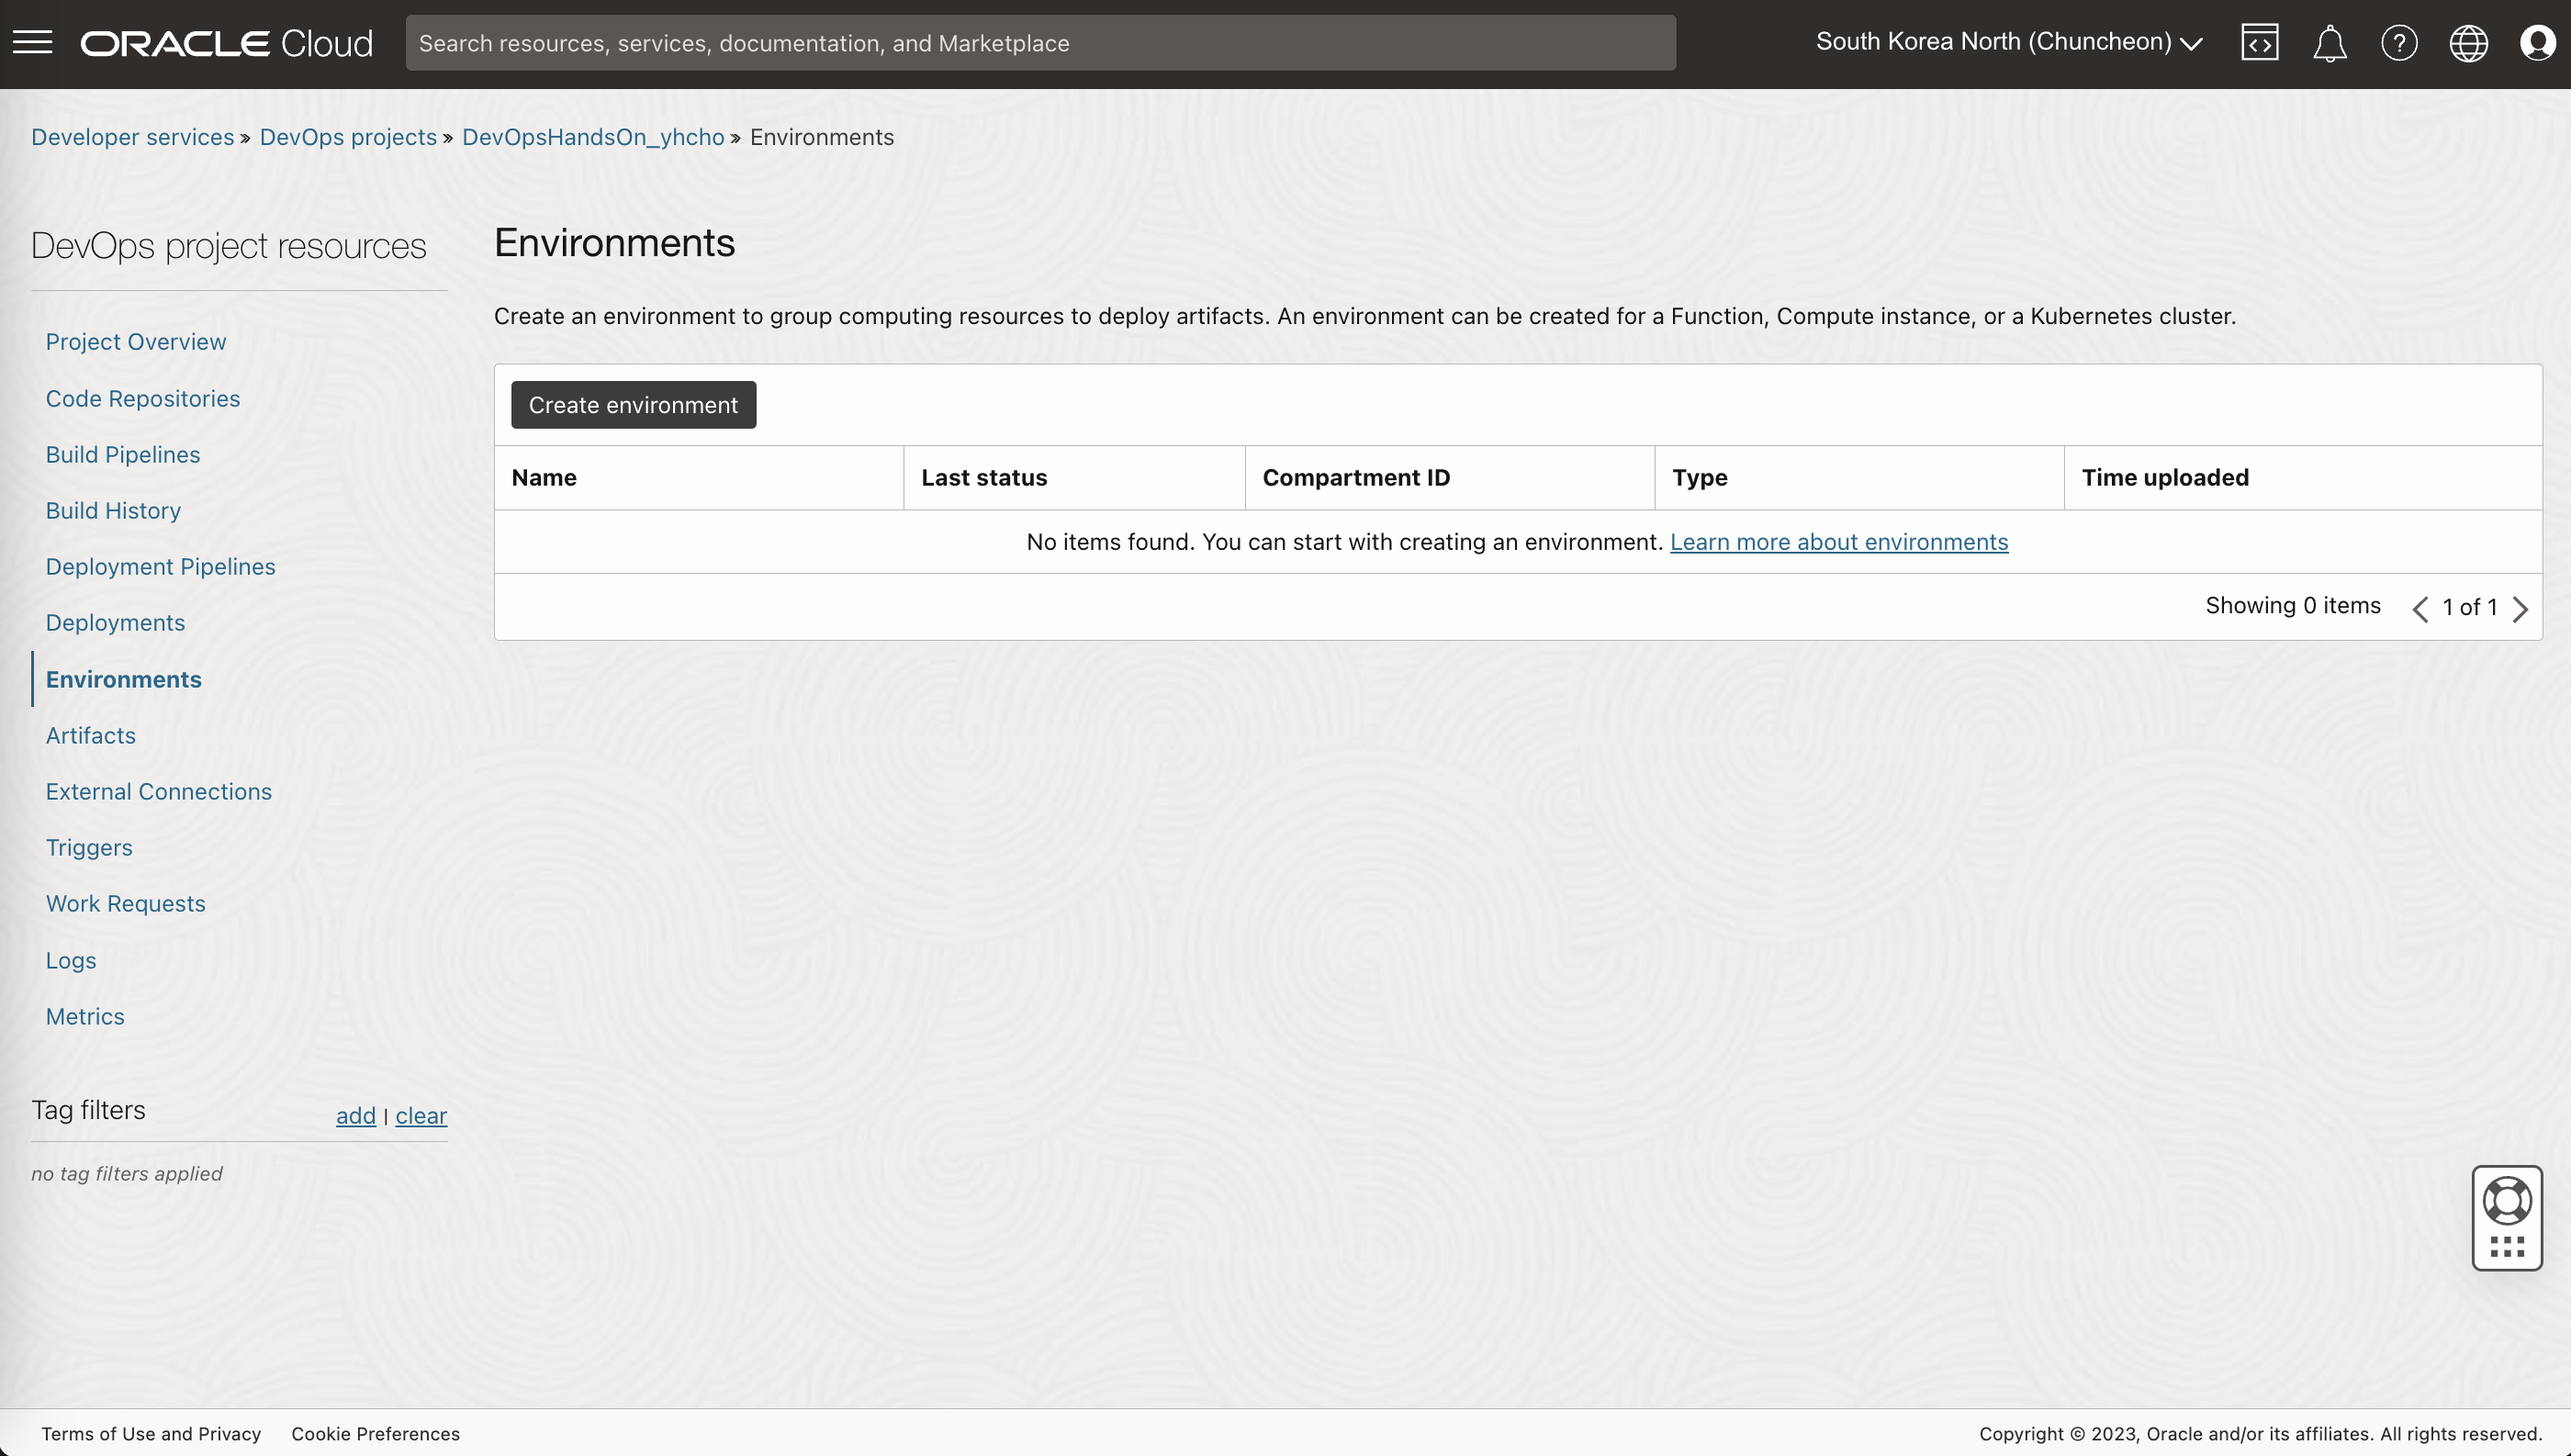 ORACLE Cloud
Search resources, services, documentation, and Marketplace
South Korea North (Chuncheon)
Developer services » DevOps projects » DevOpsHandsOn_yhcho » Environments
DevOps project resources
Project Overview
Code Repositories
Build Pipelines
Build History
Deployment Pipelines
Deployments
Environments
Artifacts
External Connections
Triggers
Work Requests
Logs
Metrics
Tag filters
add | clear
no tag filters applied
Environments
Create an environment to group computing resources to deploy artifacts. An environment can be created for a Function, Compute instance, or a Kubernetes cluster.
Create environment
Name Last status Compartment ID Type Time uploaded
No items found. You can start with creating an environment. Learn more about environments
Showing 0 items 1 of 1
Terms of Use and Privacy Cookie Preferences
Copyright © 2023, Oracle and/or its affiliates. All rights reserved.